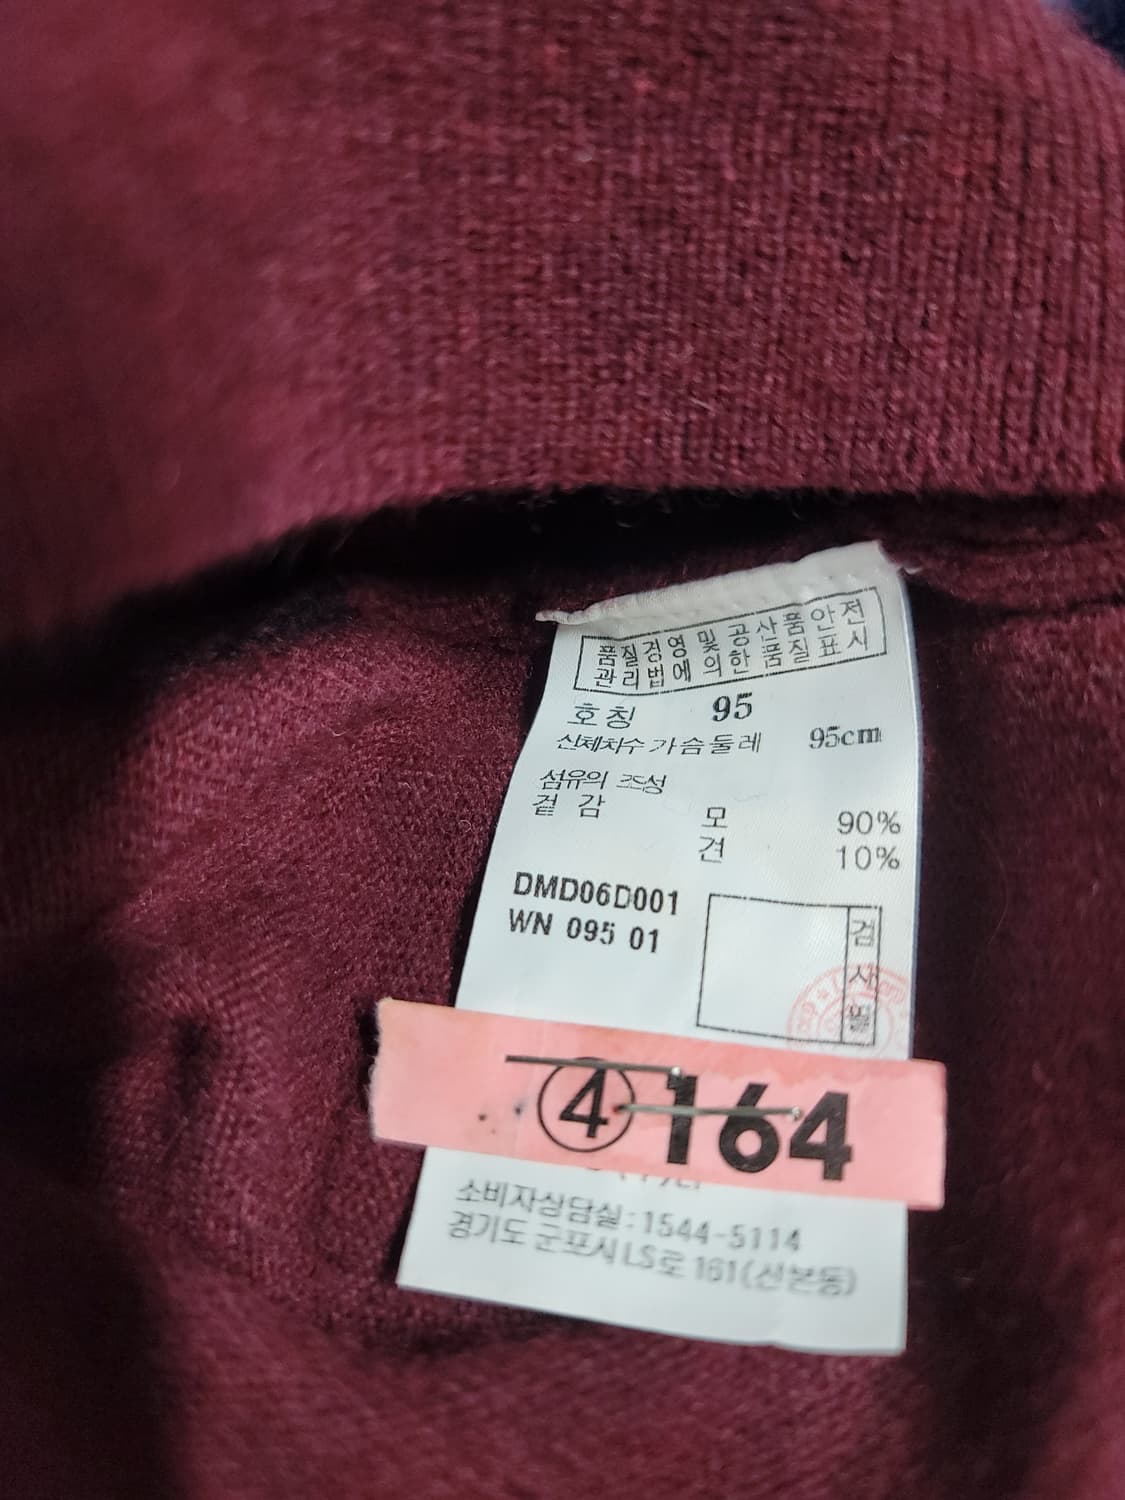 품질경영 및 공산품안전
관리법에 의한 품질표시
호칭 95
신체치수 가슴둘레 95cm
섬유의 조성
겉감
모 90%
견 10%
DMD06D001
WN 095 01
검사필
④164
소비자상담실:1544-5114
경기도 군포시 LS로 161(산본동)